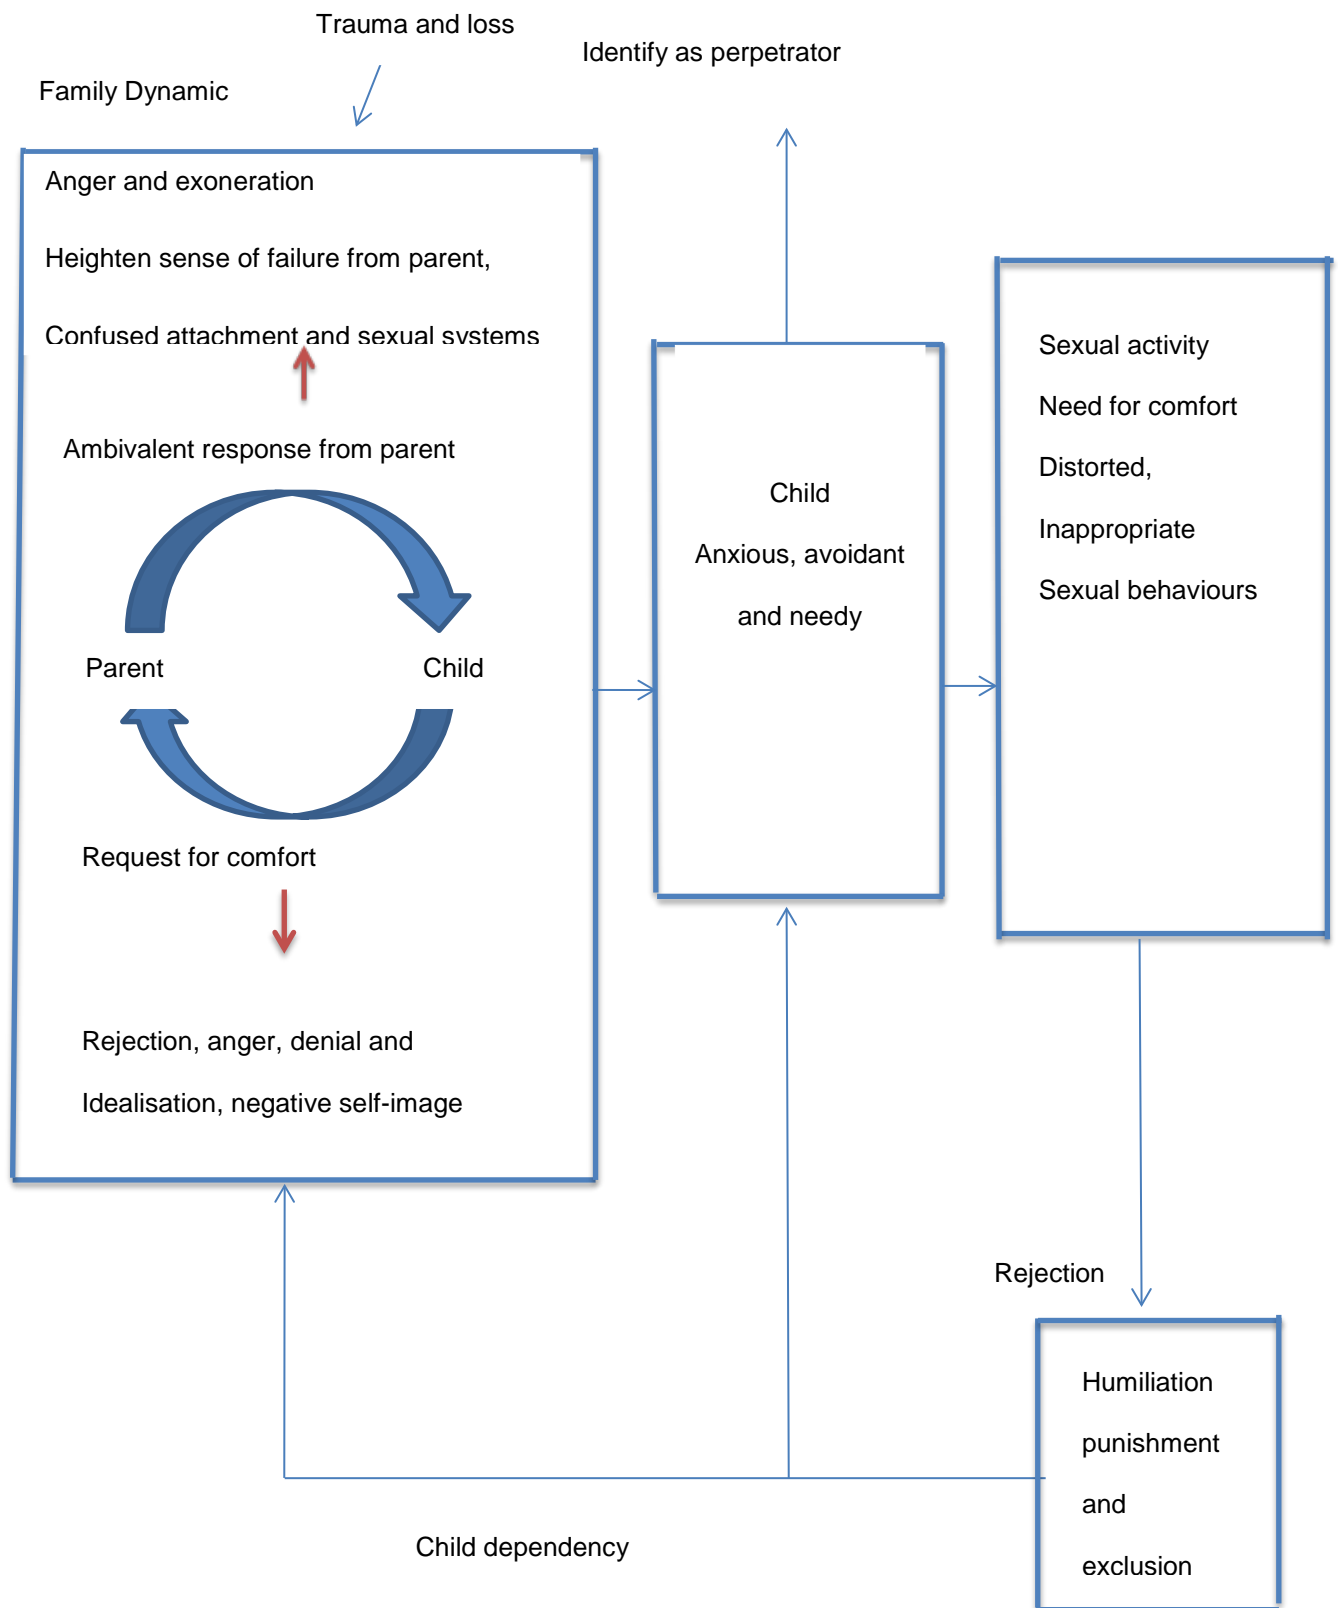 Trauma and loss
Identify as perpetrator
Family Dynamic
Anger and exoneration
Heighten sense of failure from parent,
Confused attachment and sexual systems
Ambivalent response from parent
Parent
Child
Request for comfort
Rejection, anger, denial and
Idealisation, negative self-image
Child
Anxious, avoidant
and needy
Sexual activity
Need for comfort
Distorted,
Inappropriate
Sexual behaviours
Rejection
Humiliation
punishment
and
exclusion
Child dependency